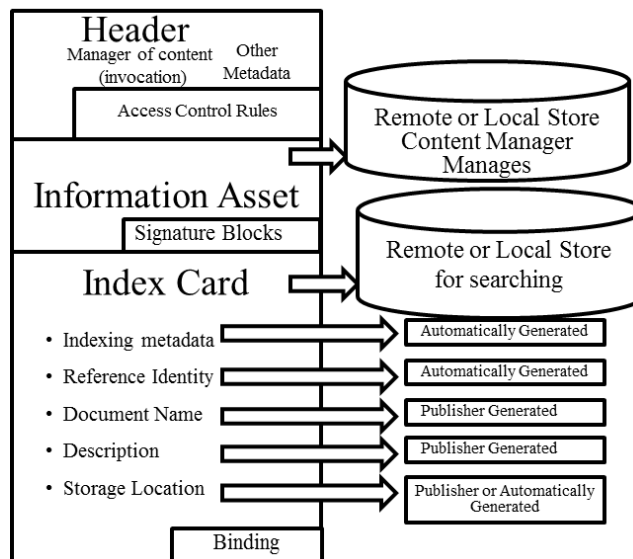 Header
Manager of content
(invocation)
Other
Metadata
Access Control Rules
Remote or Local Store
Content Manager
Manages
Information Asset
Signature Blocks
Remote or Local Store
for searching
Index Card
• Indexing metadata
Automatically Generated
• Reference Identity
Automatically Generated
• Document Name
Publisher Generated
• Description
Publisher Generated
• Storage Location
Publisher or Automatically
Generated
Binding